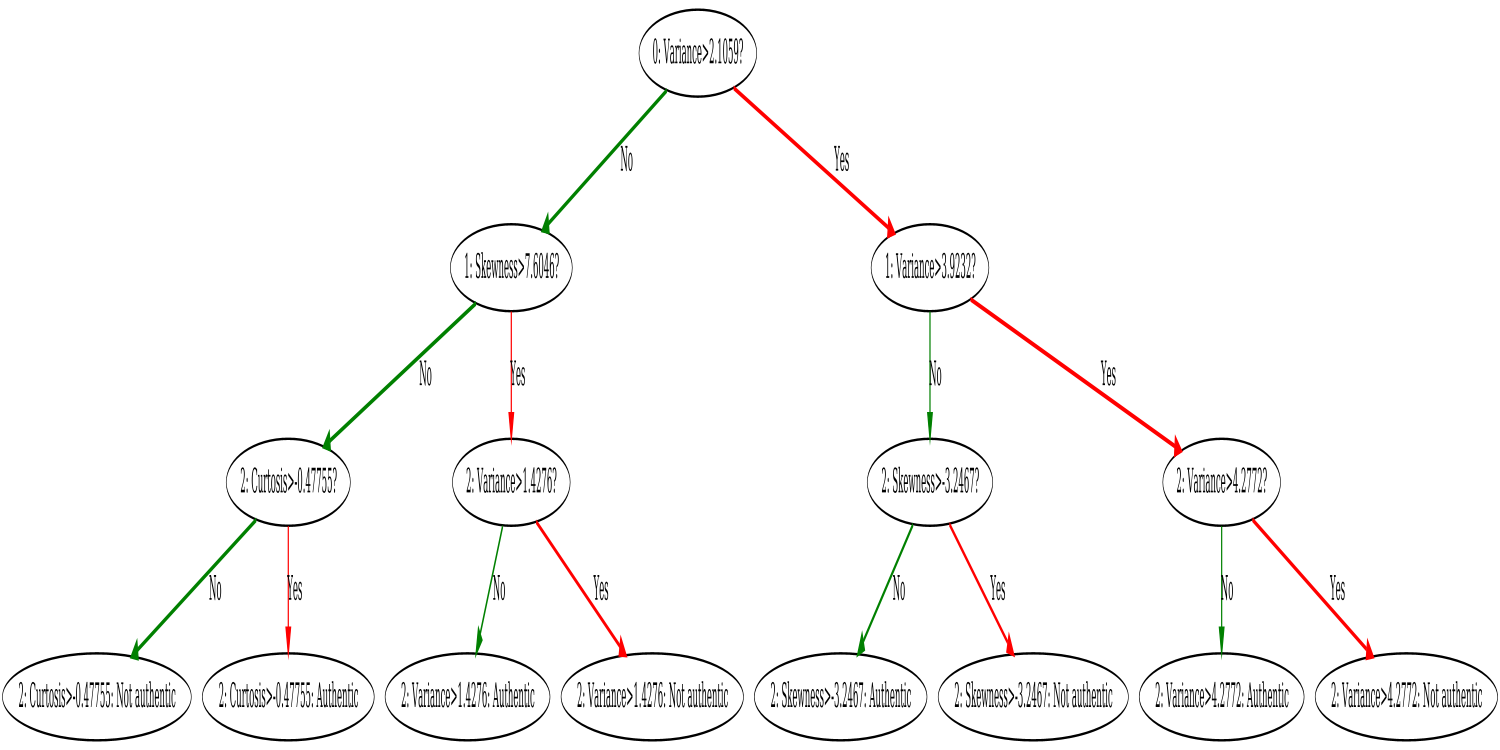 0: Variance>2.1059?
No
Yes
1: Skewness>7.6046?
1: Variance>3.9232?
No
Yes
No
Yes
2: Curtosis>-0.47755?
2: Variance>1.4276?
2: Skewness>-3.2467?
2: Variance>4.2772?
No
Yes
No
Yes
No
Yes
No
Yes
2: Curtosis>-0.47755: Not authentic
2: Curtosis>-0.47755: Authentic
2: Variance>1.4276: Authentic
2: Variance>1.4276: Not authentic
2: Skewness>-3.2467: Authentic
2: Skewness>-3.2467: Not authentic
2: Variance>4.2772: Authentic
2: Variance>4.2772: Not authentic